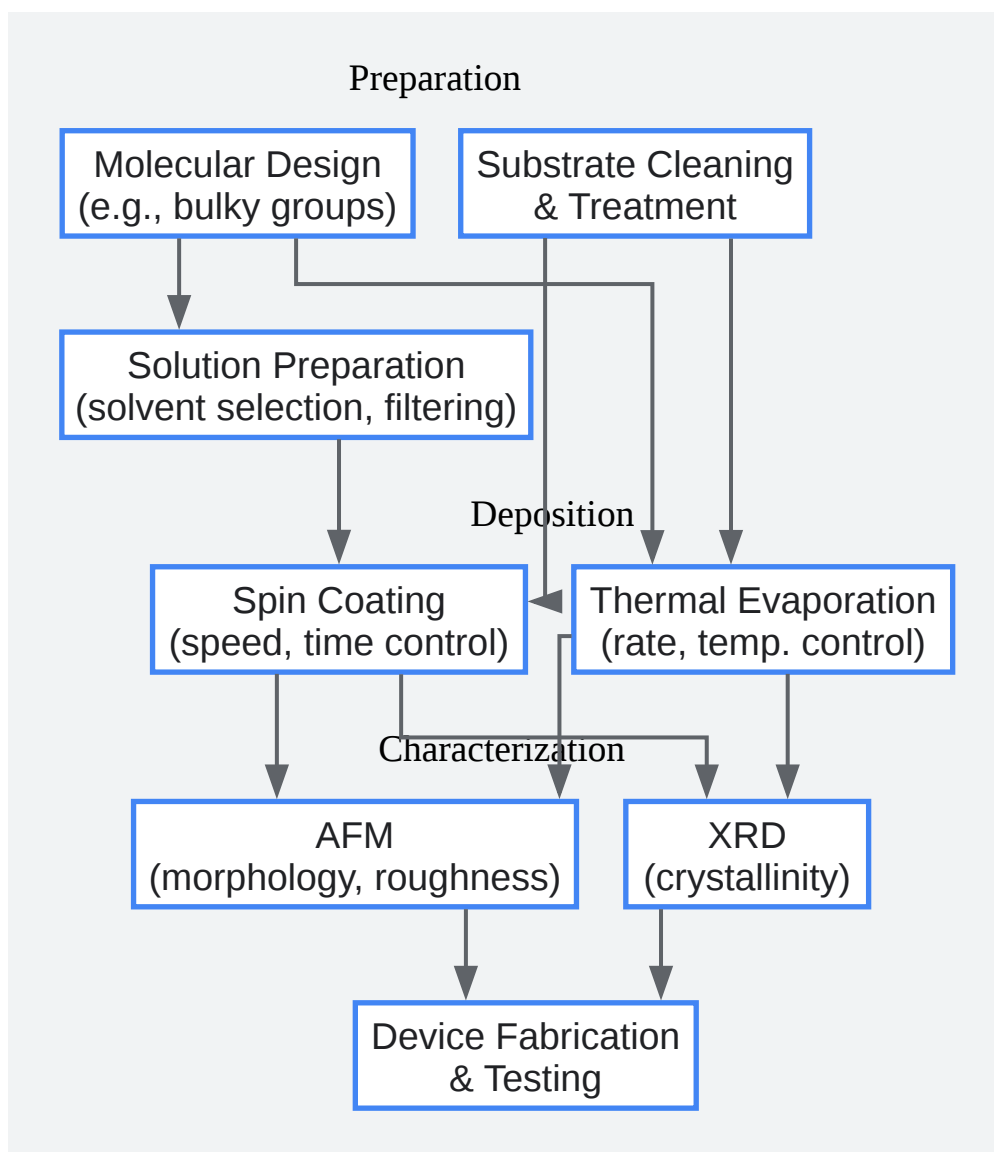 Preparation
Molecular Design
(e.g., bulky groups)
Substrate Cleaning
& Treatment
Solution Preparation
(solvent selection, filtering)
Deposition
Spin Coating
(speed, time control)
Thermal Evaporation
(rate, temp. control)
Characterization
AFM
(morphology, roughness)
XRD
(crystallinity)
Device Fabrication
& Testing